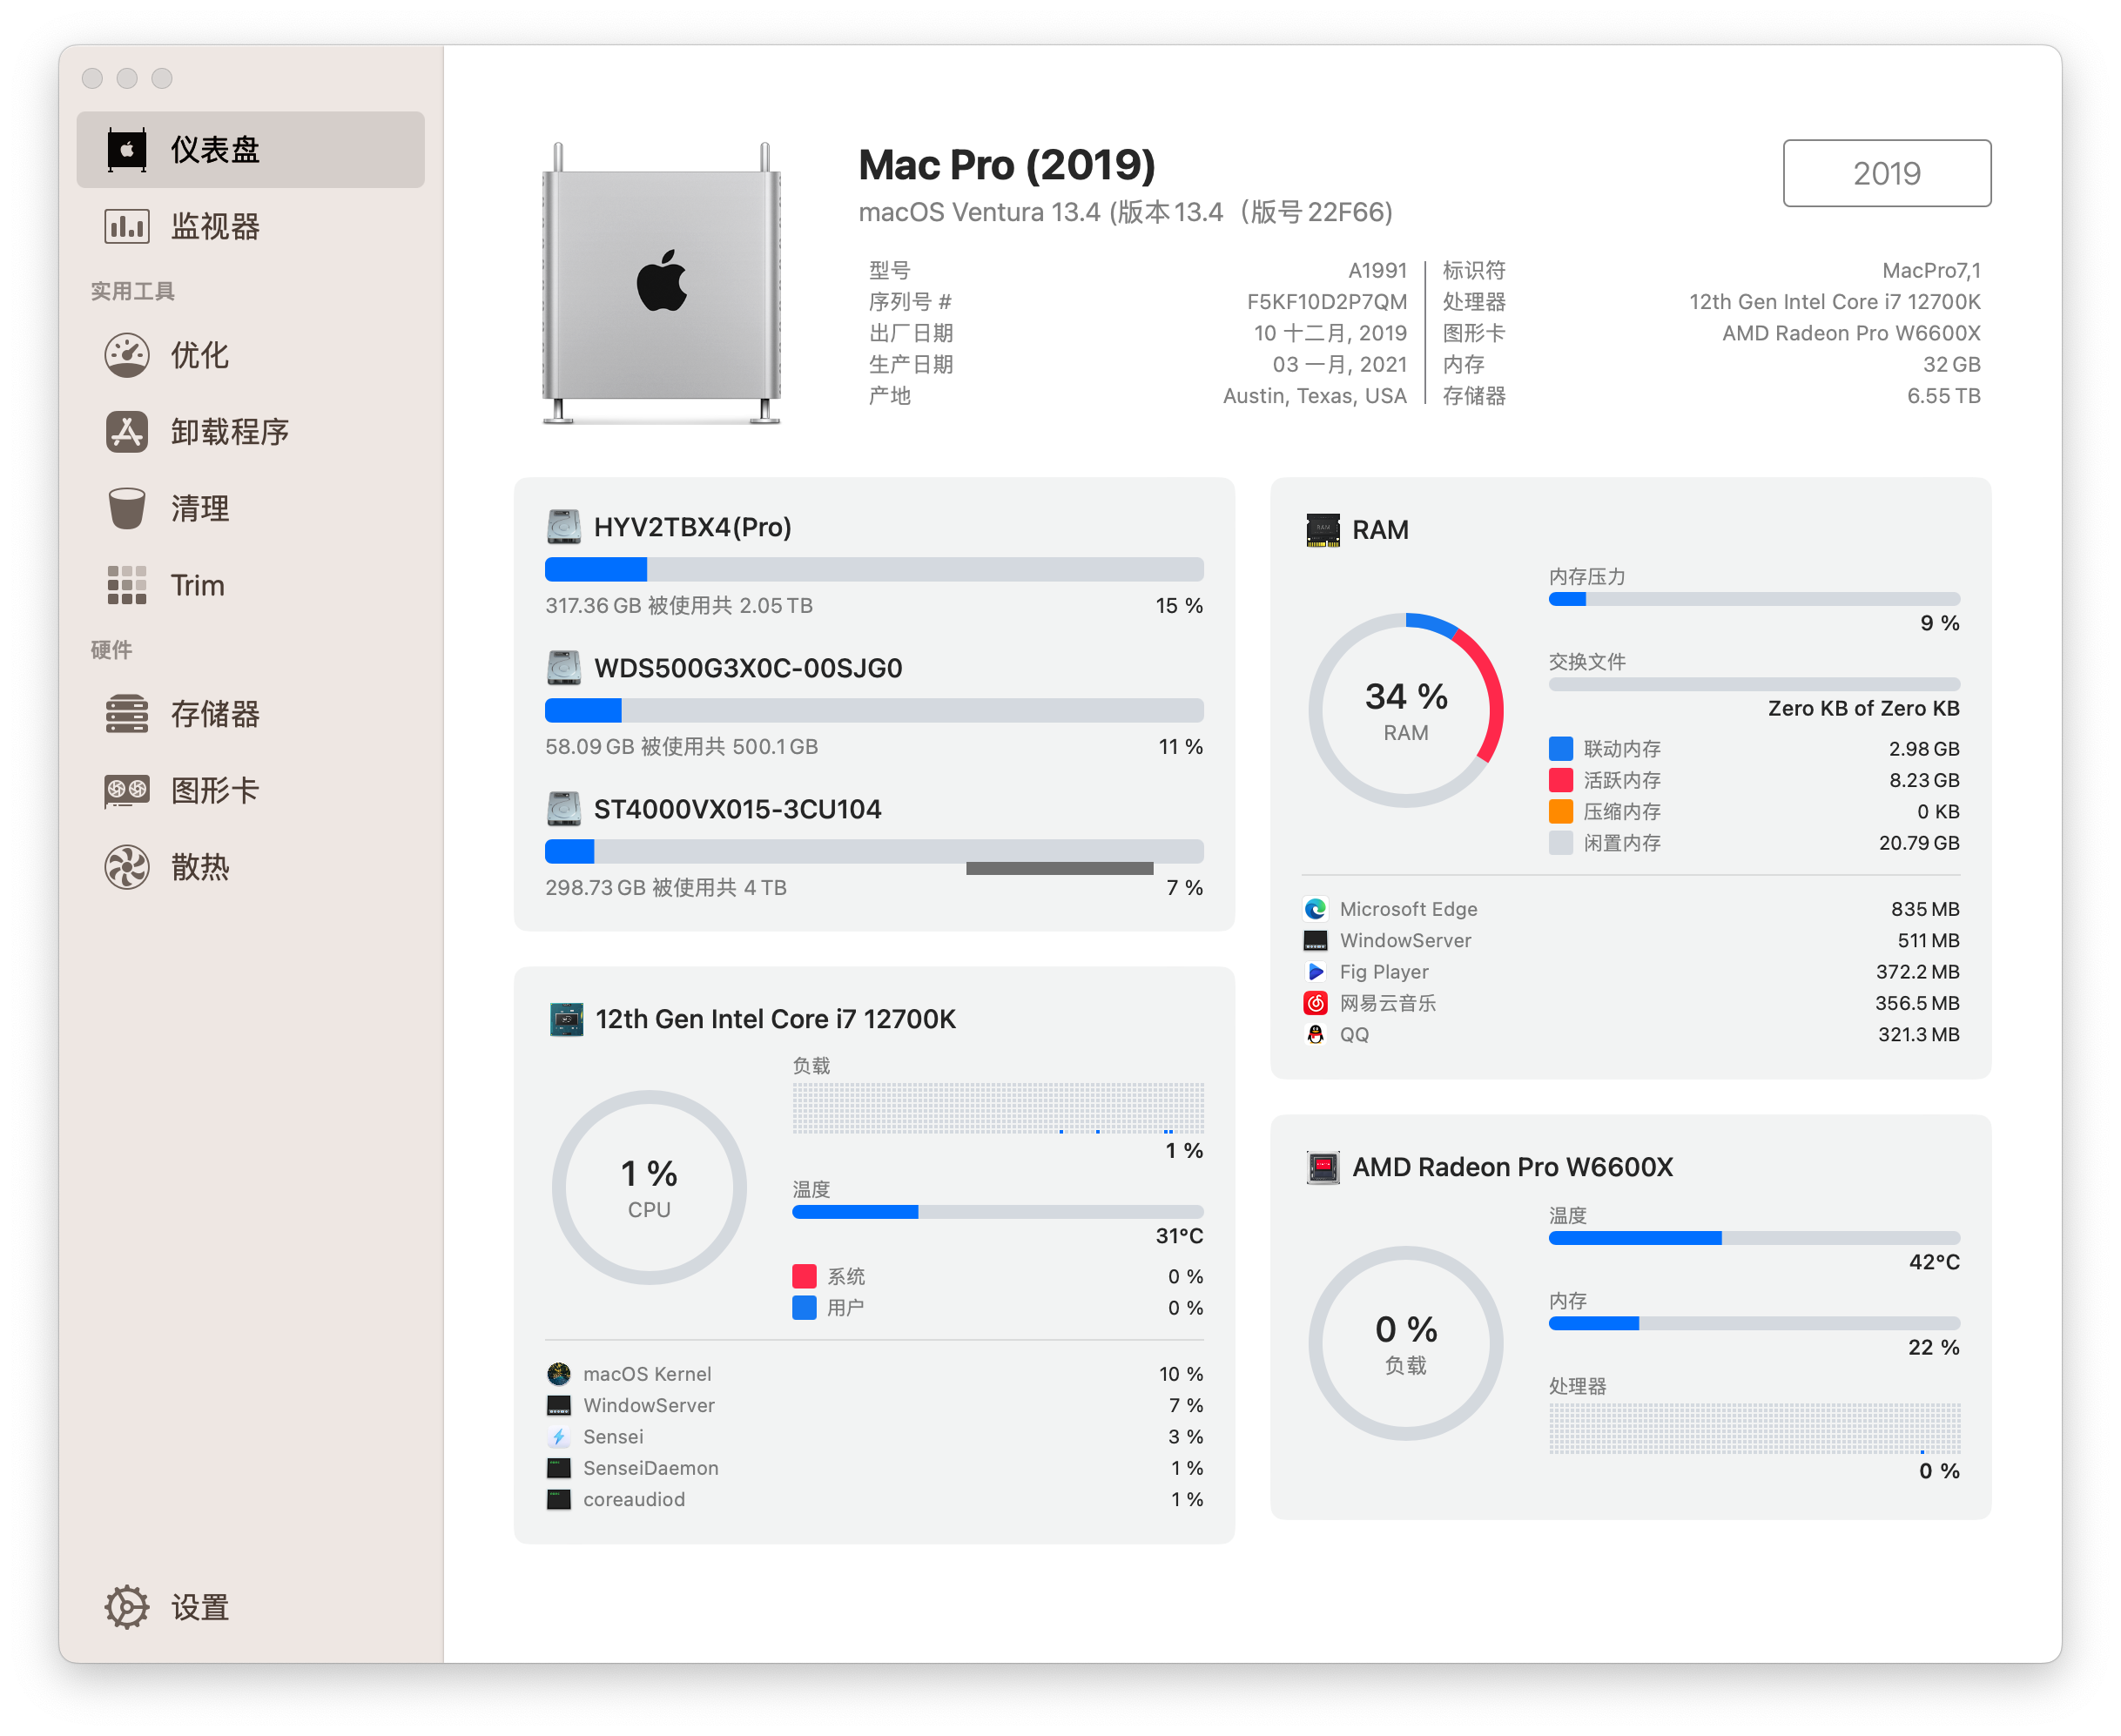 仪表盘
监视器
实用工具
优化
卸载程序
清理
Trim
硬件
存储器
图形卡
散热
设置
Mac Pro (2019)
2019
macOS Ventura 13.4 (版本 13.4（版号 22F66)
型号 A1991
序列号 # F5KF10D2P7QM
出厂日期 10 十二月, 2019
生产日期 03 一月, 2021
产地 Austin, Texas, USA
标识符 MacPro7,1
处理器 12th Gen Intel Core i7 12700K
图形卡 AMD Radeon Pro W6600X
内存 32 GB
存储器 6.55 TB
HYV2TBX4(Pro)
317.36 GB 被使用共 2.05 TB 15 %
WDS500G3X0C-00SJG0
58.09 GB 被使用共 500.1 GB 11 %
ST4000VX015-3CU104
298.73 GB 被使用共 4 TB 7 %
12th Gen Intel Core i7 12700K
负载
1 %
1 %
CPU
温度
31°C
系统 0 %
用户 0 %
macOS Kernel 10 %
WindowServer 7 %
Sensei 3 %
SenseiDaemon 1 %
coreaudiod 1 %
RAM
内存压力
9 %
34 %
RAM
交换文件
Zero KB of Zero KB
联动内存 2.98 GB
活跃内存 8.23 GB
压缩内存 0 KB
闲置内存 20.79 GB
Microsoft Edge 835 MB
WindowServer 511 MB
Fig Player 372.2 MB
网易云音乐 356.5 MB
QQ 321.3 MB
AMD Radeon Pro W6600X
温度
42°C
0 %
负载
内存
22 %
处理器
0 %